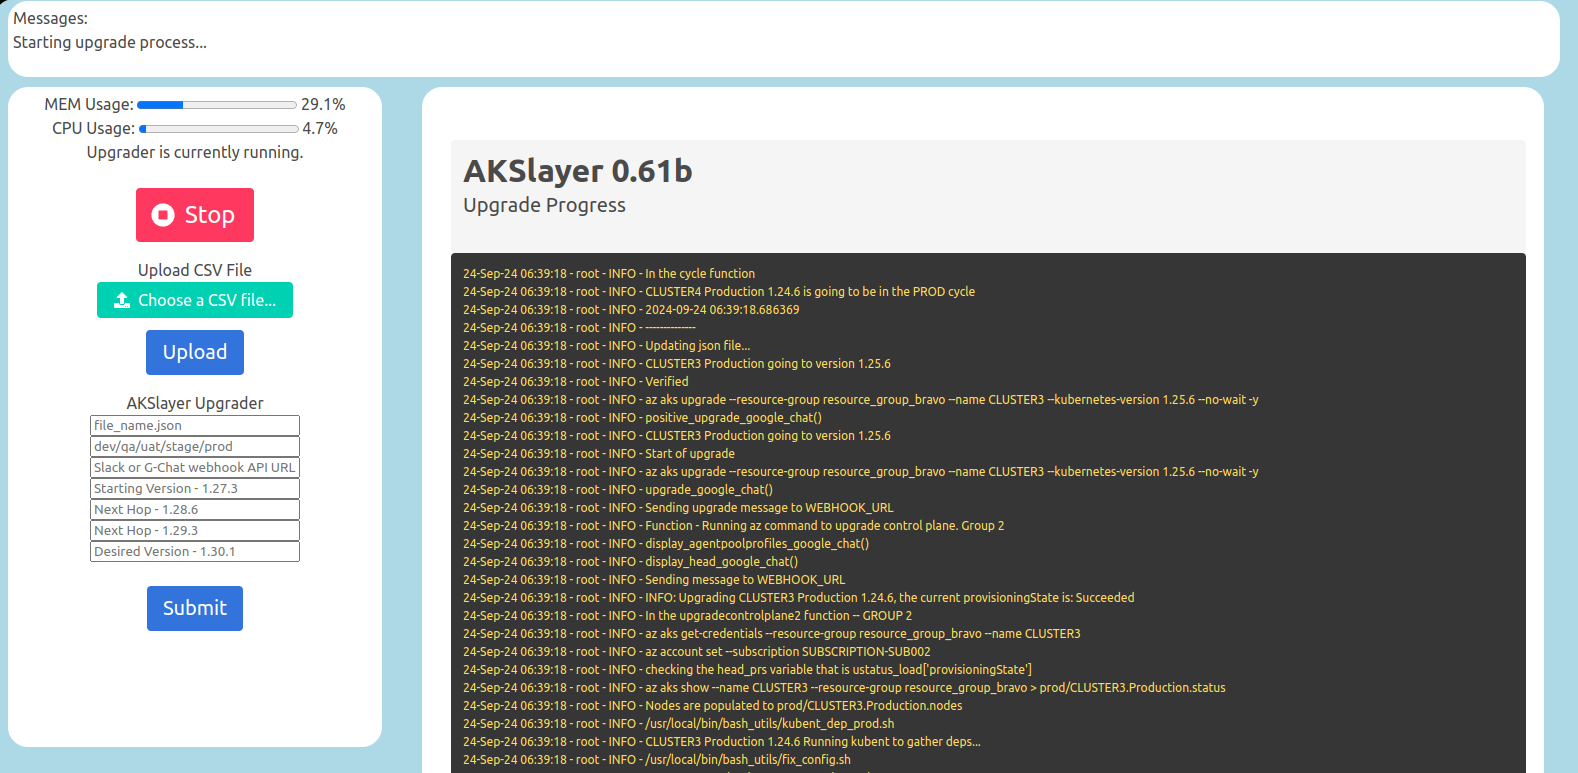 Messages:
Starting upgrade process...
MEM Usage: 29.1%
CPU Usage: 4.7%
Upgrader is currently running.
Stop
Upload CSV File
Choose a CSV file...
Upload
AKSlayer Upgrader
file_name.json
dev/qa/uat/stage/prod
Slack or G-Chat webhook API URL
Starting Version - 1.27.3
Next Hop - 1.28.6
Next Hop - 1.29.3
Desired Version - 1.30.1
Submit
AKSlayer 0.61b
Upgrade Progress
24-Sep-24 06:39:18 - root - INFO - In the cycle function
24-Sep-24 06:39:18 - root - INFO - CLUSTER4 Production 1.24.6 is going to be in the PROD cycle
24-Sep-24 06:39:18 - root - INFO - 2024-09-24 06:39:18.686369
24-Sep-24 06:39:18 - root - INFO - --------------
24-Sep-24 06:39:18 - root - INFO - Updating json file...
24-Sep-24 06:39:18 - root - INFO - CLUSTER3 Production going to version 1.25.6
24-Sep-24 06:39:18 - root - INFO - Verified
24-Sep-24 06:39:18 - root - INFO - az aks upgrade --resource-group resource_group_bravo --name CLUSTER3 --kubernetes-version 1.25.6 --no-wait -y
24-Sep-24 06:39:18 - root - INFO - positive_upgrade_google_chat()
24-Sep-24 06:39:18 - root - INFO - CLUSTER3 Production going to version 1.25.6
24-Sep-24 06:39:18 - root - INFO - Start of upgrade
24-Sep-24 06:39:18 - root - INFO - az aks upgrade --resource-group resource_group_bravo --name CLUSTER3 --kubernetes-version 1.25.6 --no-wait -y
24-Sep-24 06:39:18 - root - INFO - upgrade_google_chat()
24-Sep-24 06:39:18 - root - INFO - Sending upgrade message to WEBHOOK_URL
24-Sep-24 06:39:18 - root - INFO - Function - Running az command to upgrade control plane. Group 2
24-Sep-24 06:39:18 - root - INFO - display_agentpoolprofiles_google_chat()
24-Sep-24 06:39:18 - root - INFO - display_head_google_chat()
24-Sep-24 06:39:18 - root - INFO - Sending message to WEBHOOK_URL
24-Sep-24 06:39:18 - root - INFO - INFO: Upgrading CLUSTER3 Production 1.24.6, the current provisioningState is: Succeeded
24-Sep-24 06:39:18 - root - INFO - In the upgradecontrolplane2 function -- GROUP 2
24-Sep-24 06:39:18 - root - INFO - az aks get-credentials --resource-group resource_group_bravo --name CLUSTER3
24-Sep-24 06:39:18 - root - INFO - az account set --subscription SUBSCRIPTION-SUB002
24-Sep-24 06:39:18 - root - INFO - checking the head_prs variable that is ustatus_load['provisioningState']
24-Sep-24 06:39:18 - root - INFO - az aks show --name CLUSTER3 --resource-group resource_group_bravo > prod/CLUSTER3.Production.status
24-Sep-24 06:39:18 - root - INFO - Nodes are populated to prod/CLUSTER3.Production.nodes
24-Sep-24 06:39:18 - root - INFO - /usr/local/bin/bash_utils/kubent_dep_prod.sh
24-Sep-24 06:39:18 - root - INFO - CLUSTER3 Production 1.24.6 Running kubent to gather deps...
24-Sep-24 06:39:18 - root - INFO - /usr/local/bin/bash_utils/fix_config.sh